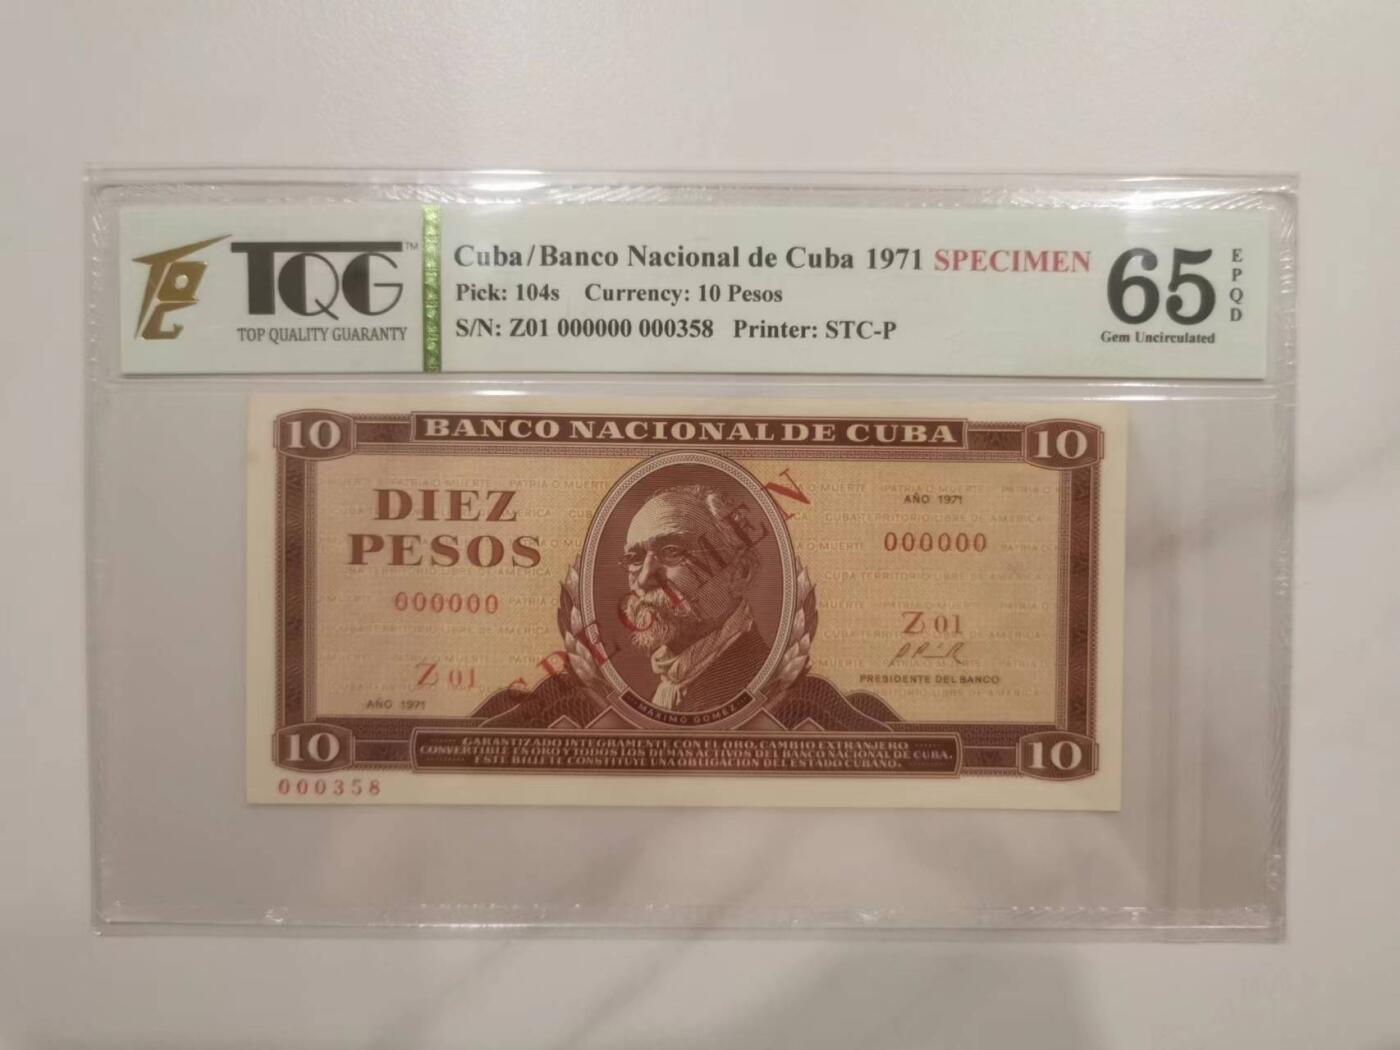 TQG™
TOP QUALITY GUARANTY
Cuba/Banco Nacional de Cuba 1971 SPECIMEN
Pick: 104s Currency: 10 Pesos
S/N: Z01 000000 000358 Printer: STC-P
65
EPQD
Gem Uncirculated
10 BANCO NACIONAL DE CUBA 10
DIEZ
PESOS
AÑO 1971
000000
000000
Z 01
Z 01
PRESIDENTE DEL BANCO
AÑO 1971
SPECIMEN
MAXIMO GOMEZ
10 10
GARANTIZADO INTEGRAMENTE CON EL ORO, CAMBIO EXTRANJERO
CONVERTIBLE EN ORO Y TODOS LOS DEMAS ACTIVOS DEL BANCO NACIONAL DE CUBA.
ESTE BILLETE CONSTITUYE UNA OBLIGACION DEL ESTADO CUBANO.
000358